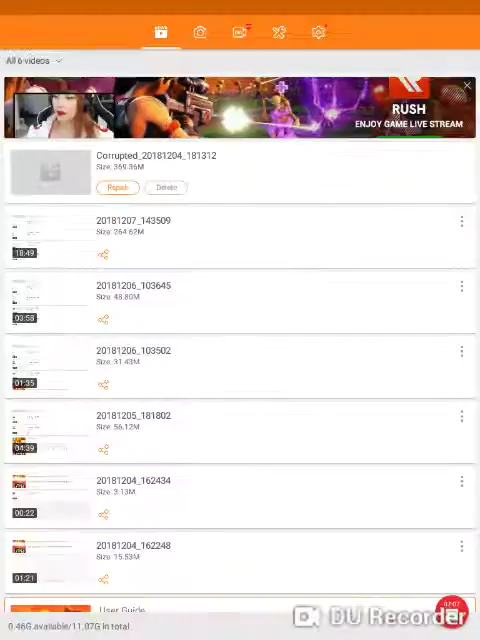 All 6 videos
RUSH
ENJOY GAME LIVE STREAM
Corrupted_20181204_181312
Size: 369.36M
Repair
Delete
20181207_143509
Size: 264.62M
18:49
20181206_103645
Size: 48.80M
03:58
20181206_103502
Size: 31.43M
01:35
20181205_181802
Size: 56.12M
04:39
20181204_162434
Size: 3.13M
00:22
20181204_162248
Size: 15.53M
01:21
User Guide
02:07
0.46G available/11.07G in total
DU Recorder